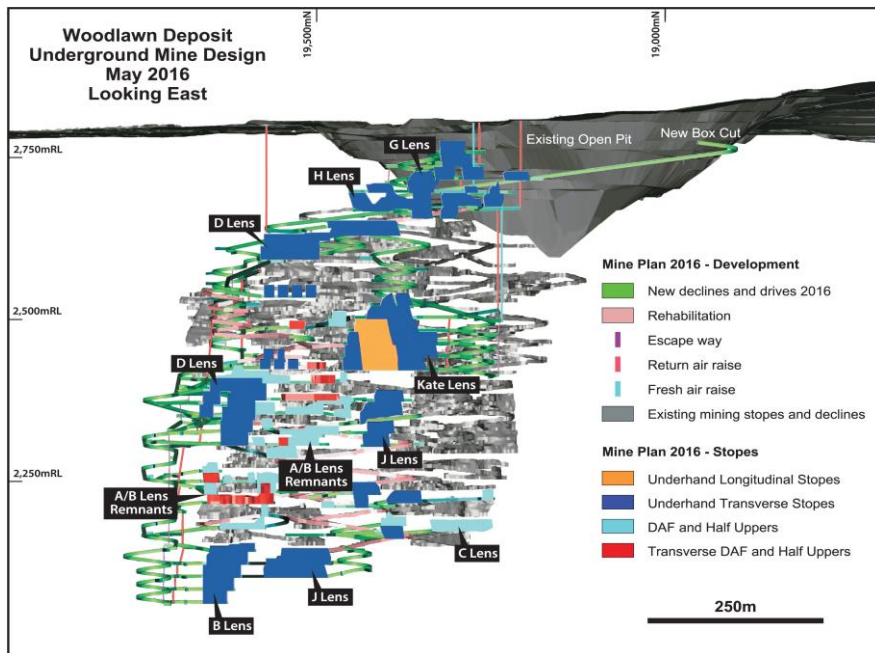 Woodlawn Deposit
Underground Mine Design
May 2016
Looking East
19,500mN
19,000mN
2,750mRL
2,500mRL
2,250mRL
Existing Open Pit
New Box Cut
G Lens
H Lens
D Lens
D Lens
Kate Lens
J Lens
A/B Lens
Remnants
A/B Lens
Remnants
C Lens
J Lens
B Lens
Mine Plan 2016 - Development
New declines and drives 2016
Rehabilitation
Escape way
Return air raise
Fresh air raise
Existing mining stopes and declines
Mine Plan 2016 - Stopes
Underhand Longitudinal Stopes
Underhand Transverse Stopes
DAF and Half Uppers
Transverse DAF and Half Uppers
250m